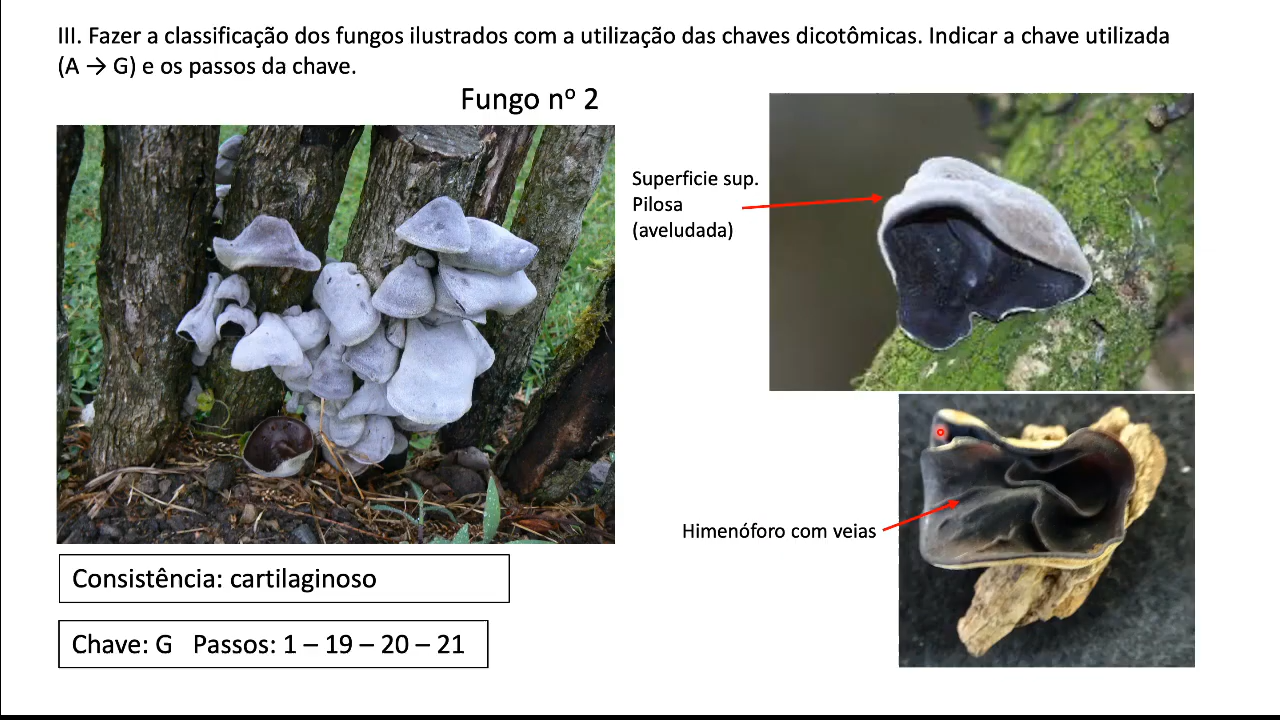 III. Fazer a classificação dos fungos ilustrados com a utilização das chaves dicotômicas. Indicar a chave utilizada
(A → G) e os passos da chave.
Fungo nº 2
Superficie sup.
Pilosa
(aveludada)
Himenóforo com veias
Consistência: cartilaginoso
Chave: G Passos: 1 – 19 – 20 – 21